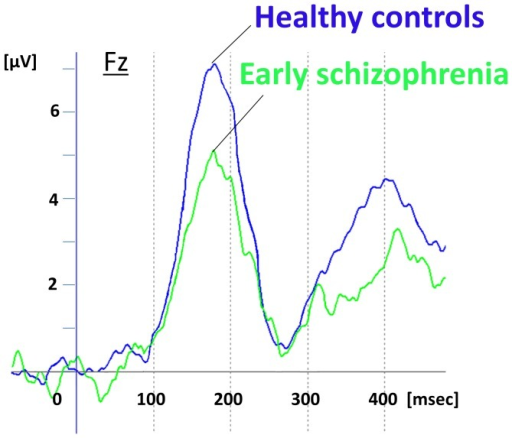 Healthy controls
[μV]
Fz
Early schizophrenia
6
4
2
0 100 200 300 400 [msec]